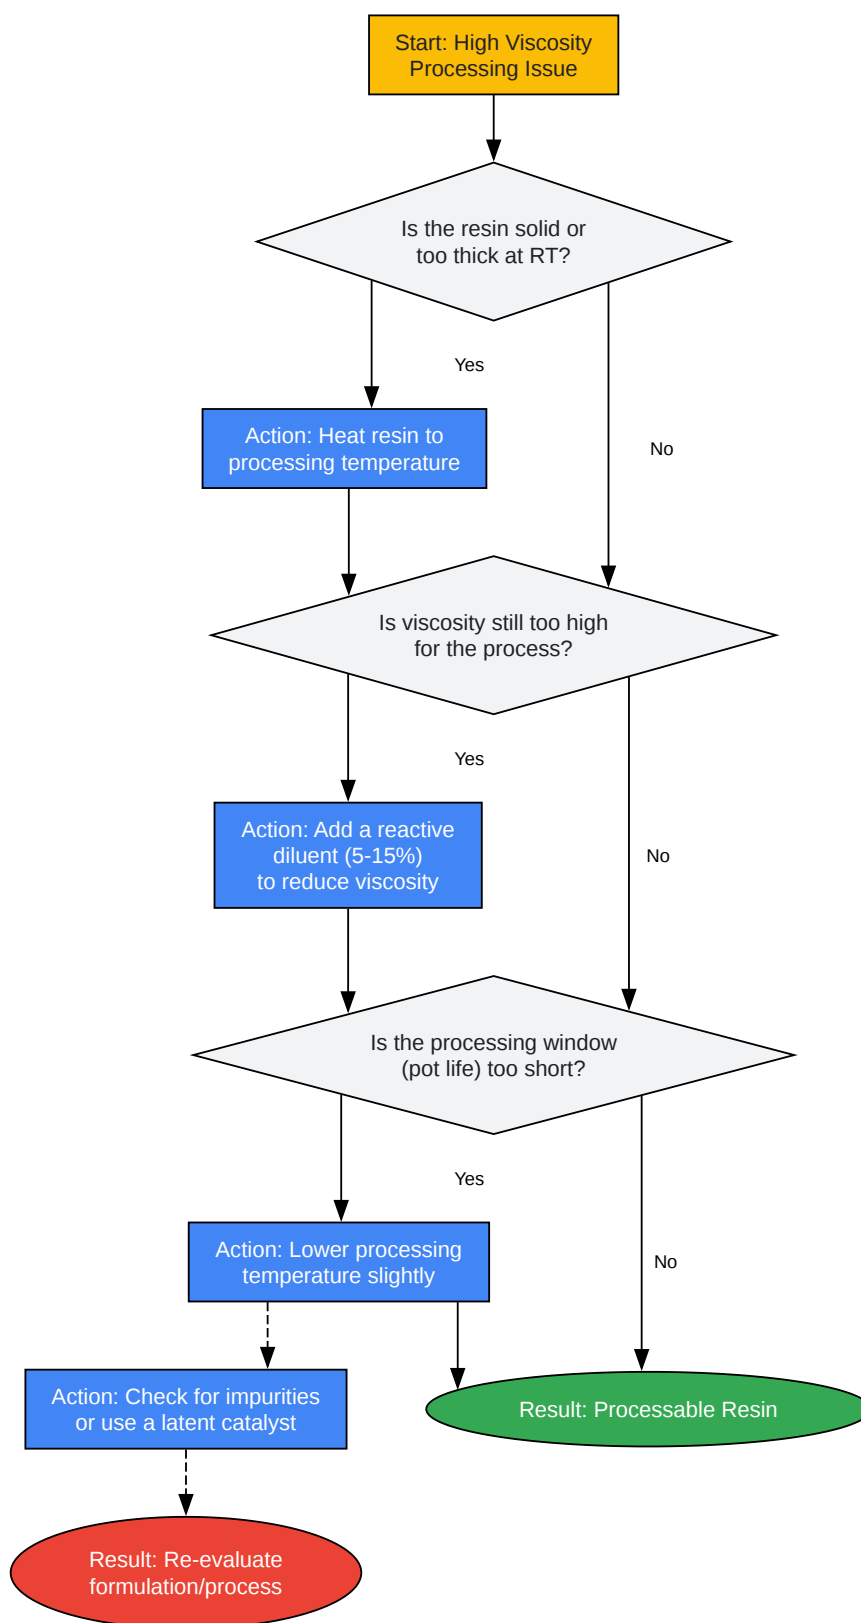 Start: High Viscosity
Processing Issue
Is the resin solid or
too thick at RT?
Yes
Action: Heat resin to
processing temperature
No
Is viscosity still too high
for the process?
Yes
Action: Add a reactive
diluent (5-15%)
to reduce viscosity
No
Is the processing window
(pot life) too short?
Yes
Action: Lower processing
temperature slightly
No
Action: Check for impurities
or use a latent catalyst
Result: Processable Resin
Result: Re-evaluate
formulation/process